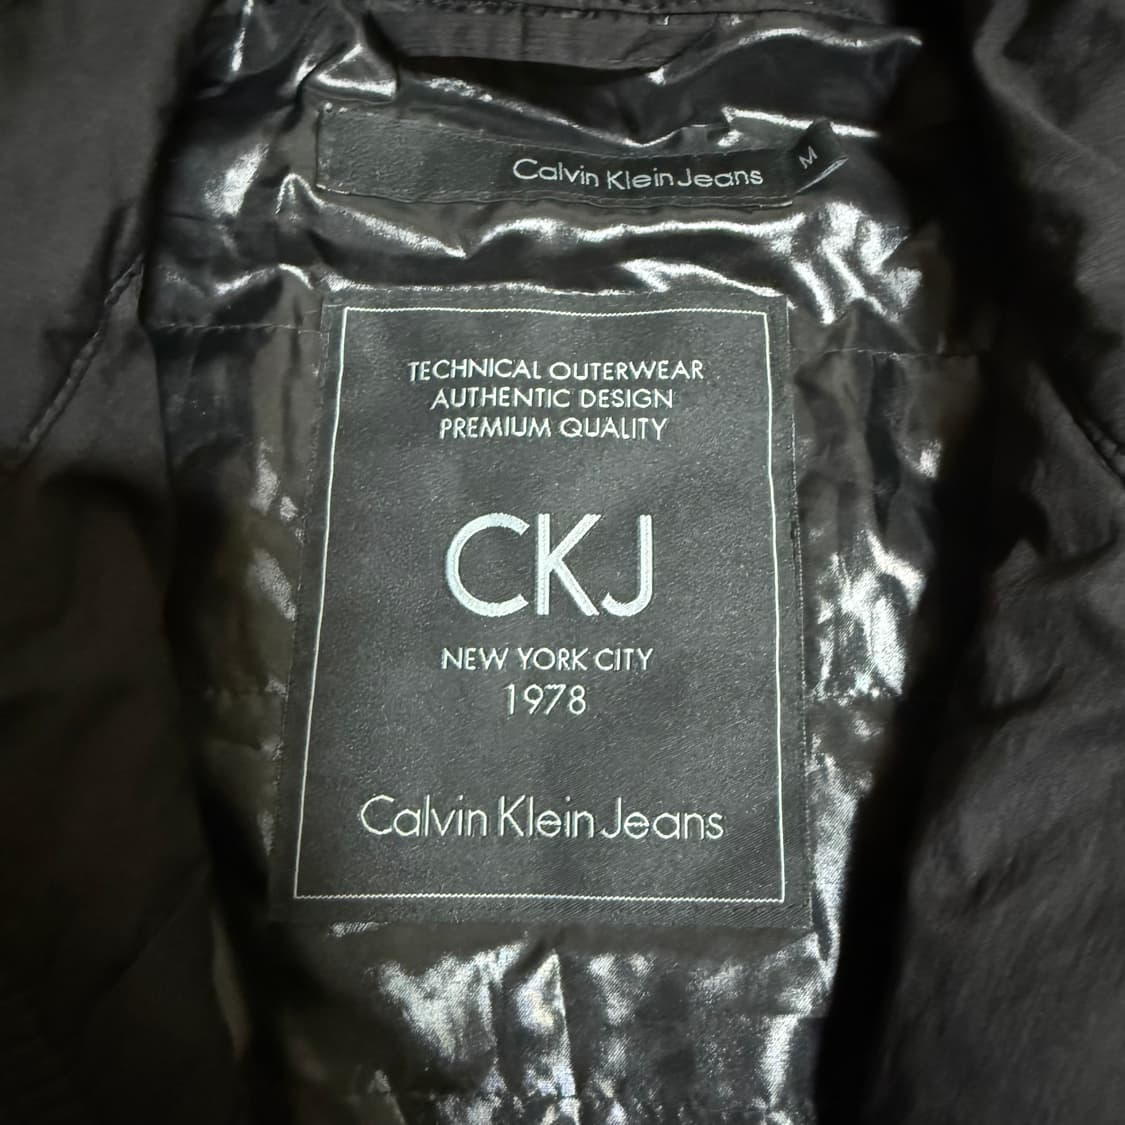 Calvin Klein Jeans
M
TECHNICAL OUTERWEAR
AUTHENTIC DESIGN
PREMIUM QUALITY
CKJ
NEW YORK CITY
1978
Calvin Klein Jeans